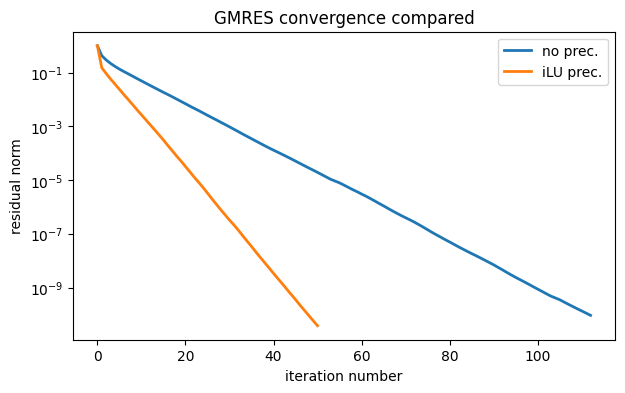 GMRES convergence compared
no prec.
iLU prec.
residual norm
10⁻¹
10⁻³
10⁻⁵
10⁻⁷
10⁻⁹
0 20 40 60 80 100
iteration number